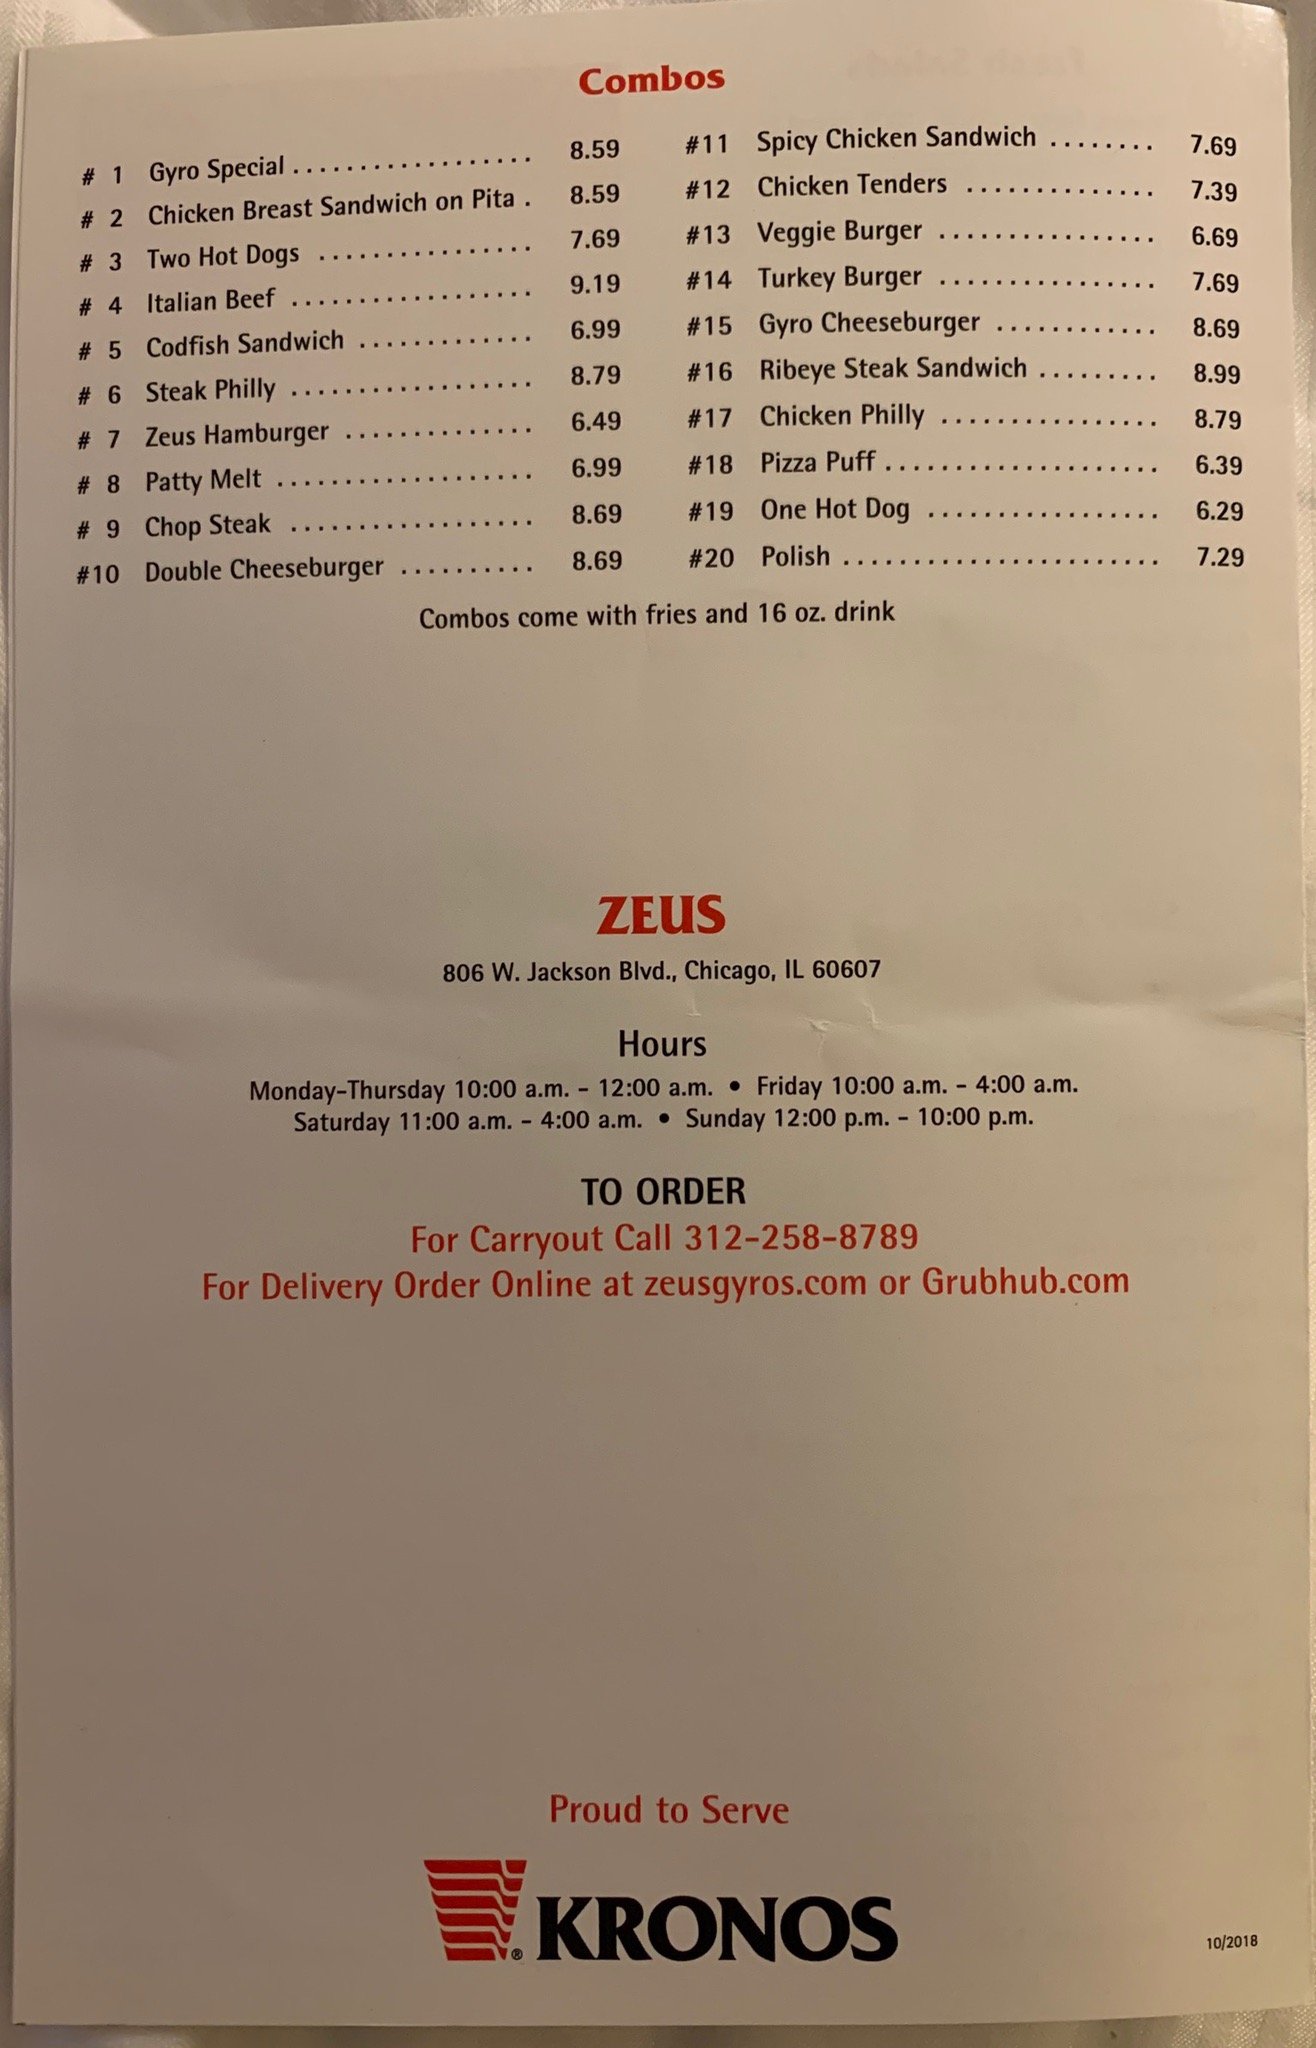 Combos
# 1 Gyro Special .................. 8.59
# 2 Chicken Breast Sandwich on Pita . 8.59
# 3 Two Hot Dogs ................ 7.69
# 4 Italian Beef .................. 9.19
# 5 Codfish Sandwich ............. 6.99
# 6 Steak Philly .................. 8.79
# 7 Zeus Hamburger .............. 6.49
# 8 Patty Melt ................... 6.99
# 9 Chop Steak .................. 8.69
#10 Double Cheeseburger .......... 8.69
#11 Spicy Chicken Sandwich ........ 7.69
#12 Chicken Tenders .............. 7.39
#13 Veggie Burger ................ 6.69
#14 Turkey Burger ................ 7.69
#15 Gyro Cheeseburger ............ 8.69
#16 Ribeye Steak Sandwich ......... 8.99
#17 Chicken Philly ................ 8.79
#18 Pizza Puff .................... 6.39
#19 One Hot Dog ................. 6.29
#20 Polish ....................... 7.29
Combos come with fries and 16 oz. drink
ZEUS
806 W. Jackson Blvd., Chicago, IL 60607
Hours
Monday-Thursday 10:00 a.m. - 12:00 a.m. • Friday 10:00 a.m. - 4:00 a.m.
Saturday 11:00 a.m. - 4:00 a.m. • Sunday 12:00 p.m. - 10:00 p.m.
TO ORDER
For Carryout Call 312-258-8789
For Delivery Order Online at zeusgyros.com or Grubhub.com
Proud to Serve
® KRONOS
10/2018